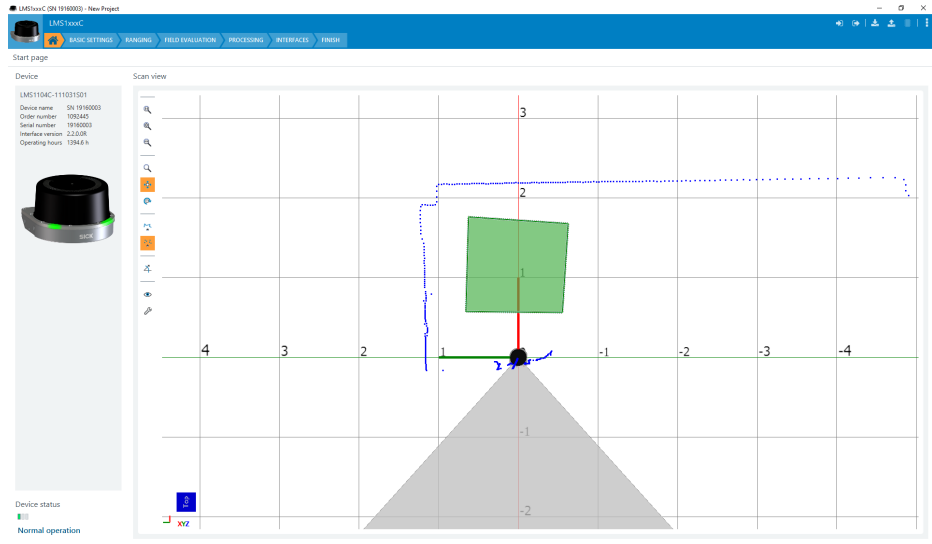 LMS1xxxC (SN 19160003) - New Project
LMS1xxxC
BASIC SETTINGS RANGING FIELD EVALUATION PROCESSING INTERFACES FINISH
Start page
Device
LMS1104C-111031S01
Device name SN 19160003
Order number 1092445
Serial number 19160003
Interface version 2.2.0.0R
Operating hours 1394.6 h
SICK
Device status
Normal operation
Scan view
3
2
1
4 3 2 1 -1 -2 -3 -4
-1
-2
Top
XYZ